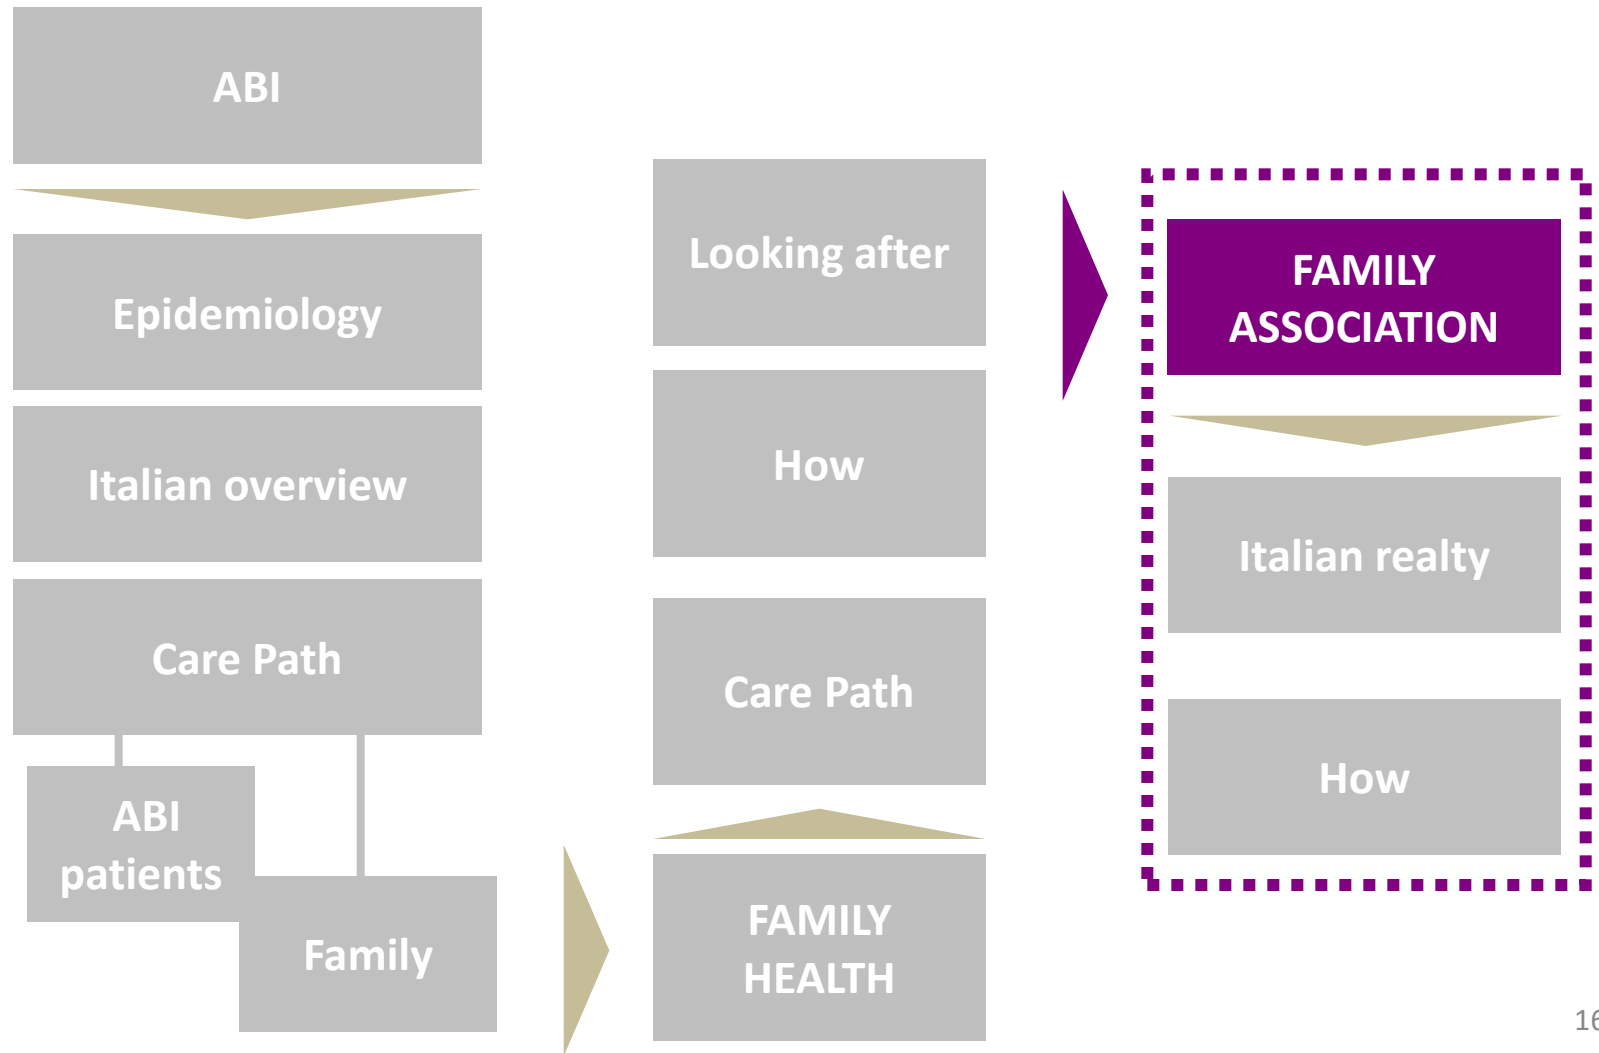 ABI
Epidemiology
Italian overview
Care Path
ABI
patients
Family
Looking after
How
Care Path
FAMILY
HEALTH
FAMILY
ASSOCIATION
Italian realty
How
16